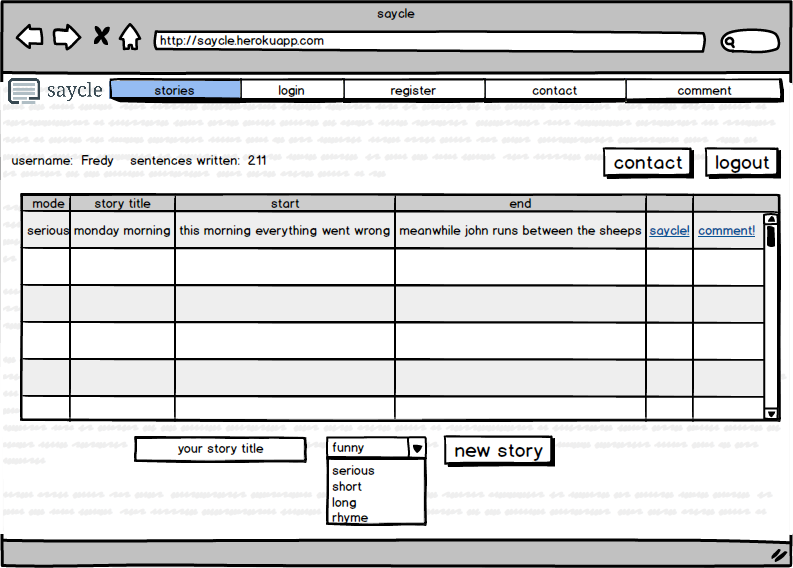 saycle
http://saycle.herokuapp.com
saycle stories login register contact comment
username: Fredy sentences written: 211 contact logout
mode story title start end
serious monday morning this morning everything went wrong meanwhile john runs between the sheeps saycle! comment!
your story title funny new story
serious
short
long
rhyme